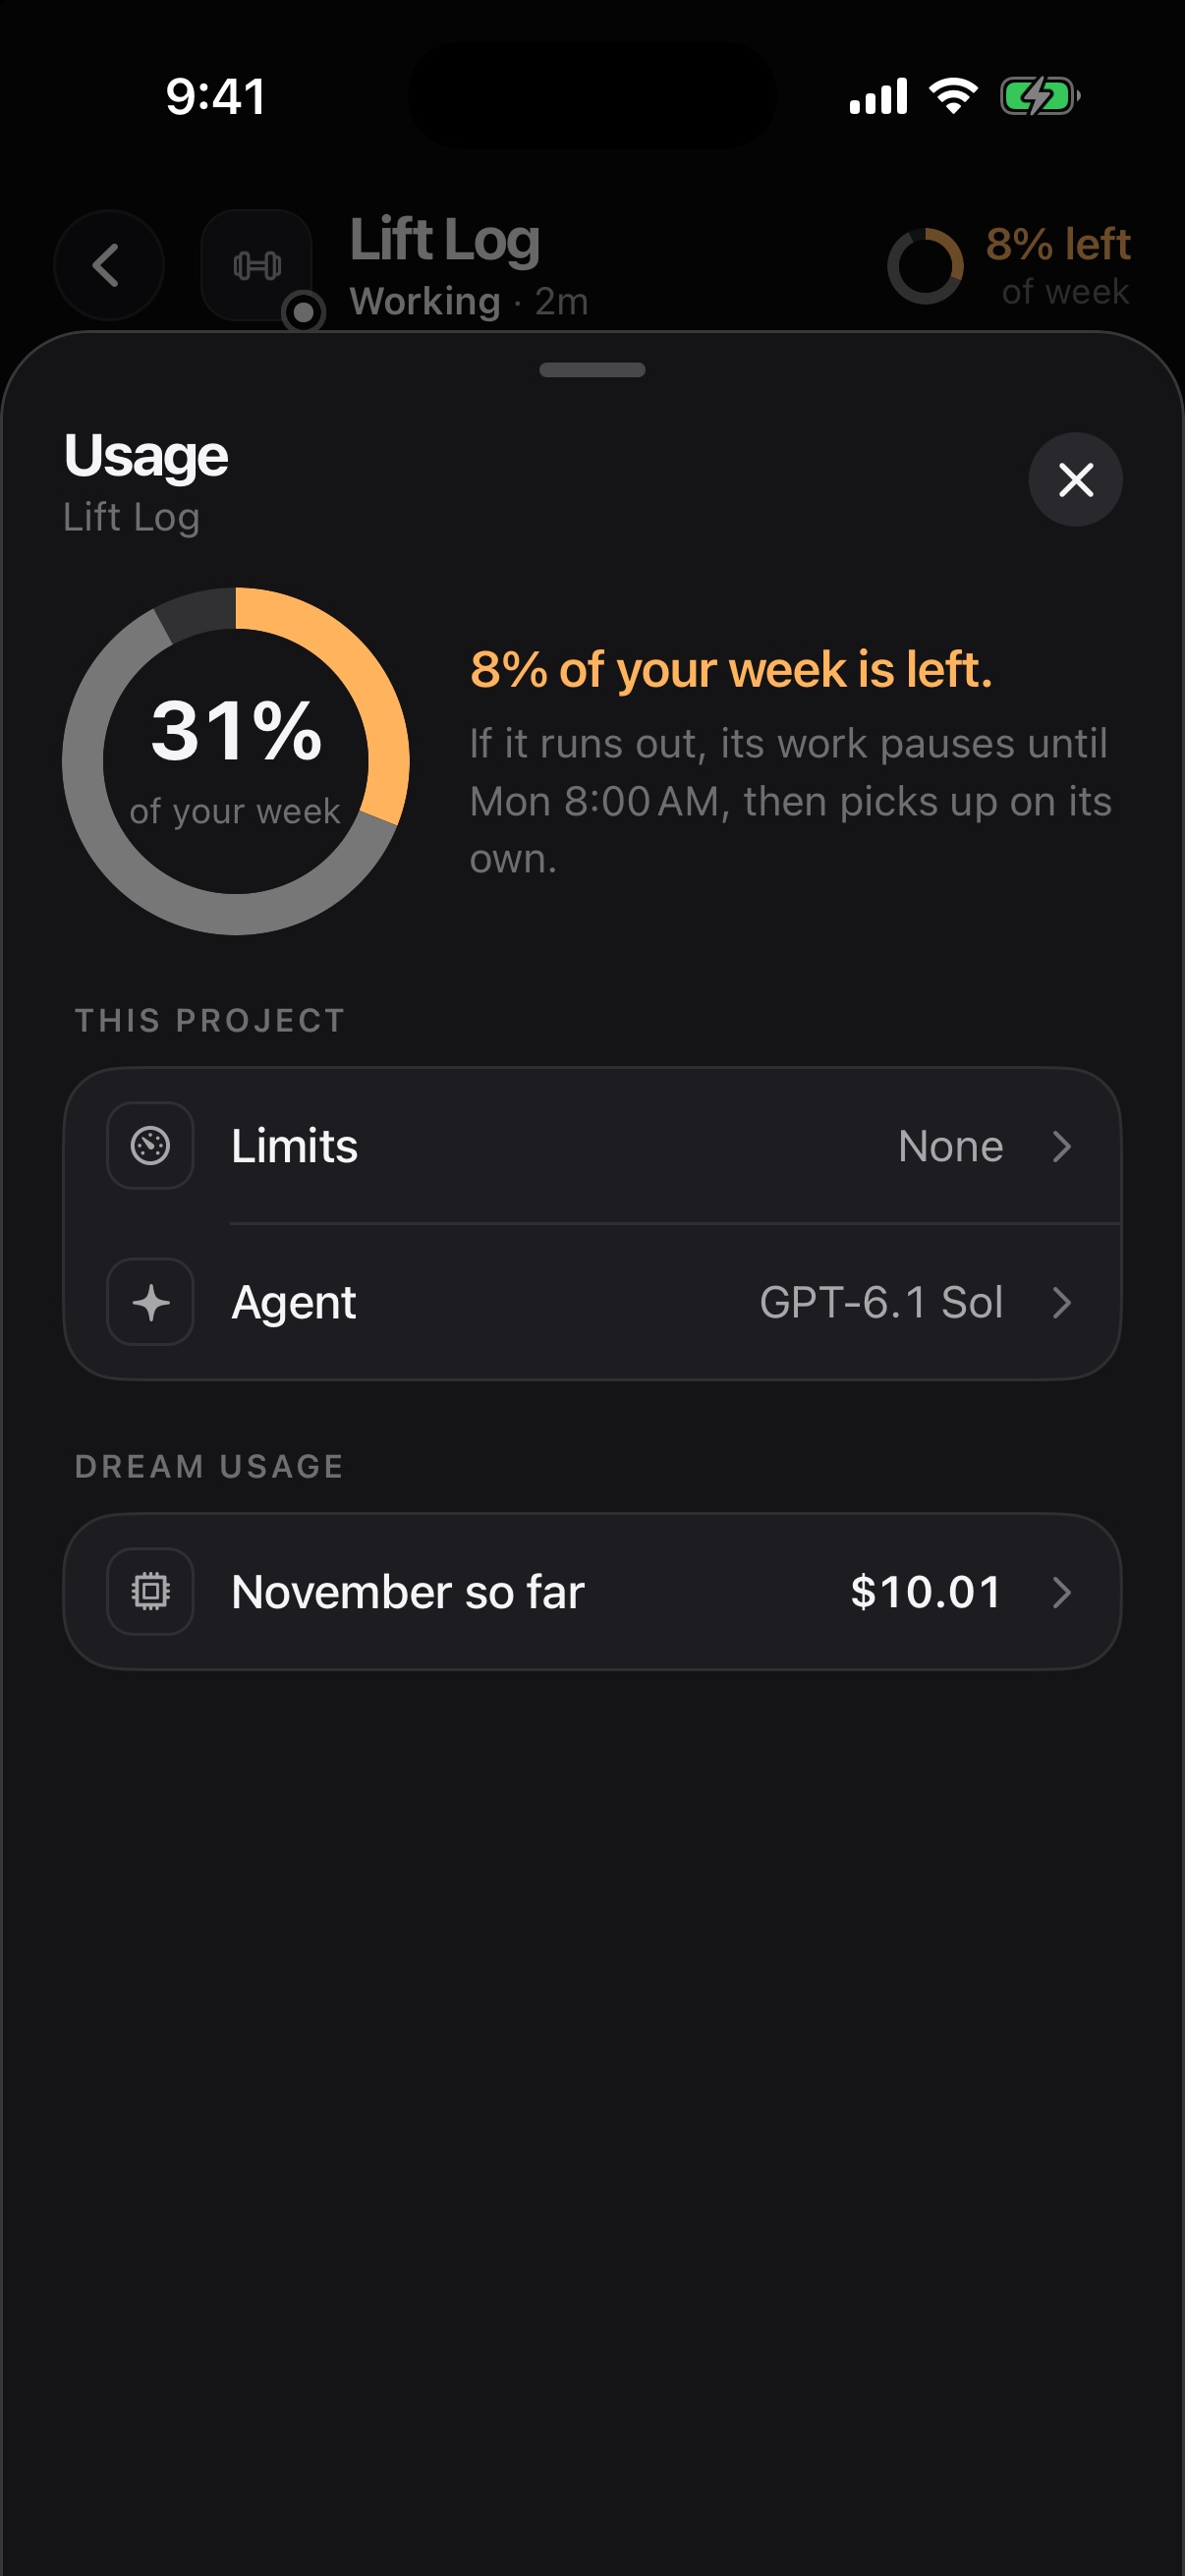 9:41
Lift Log
Working · 2m
8% left
of week
Usage
Lift Log
31%
of your week
8% of your week is left.
If it runs out, its work pauses until
Mon 8:00 AM, then picks up on its
own.
THIS PROJECT
Limits
None
Agent
GPT-6.1 Sol
DREAM USAGE
November so far
$10.01